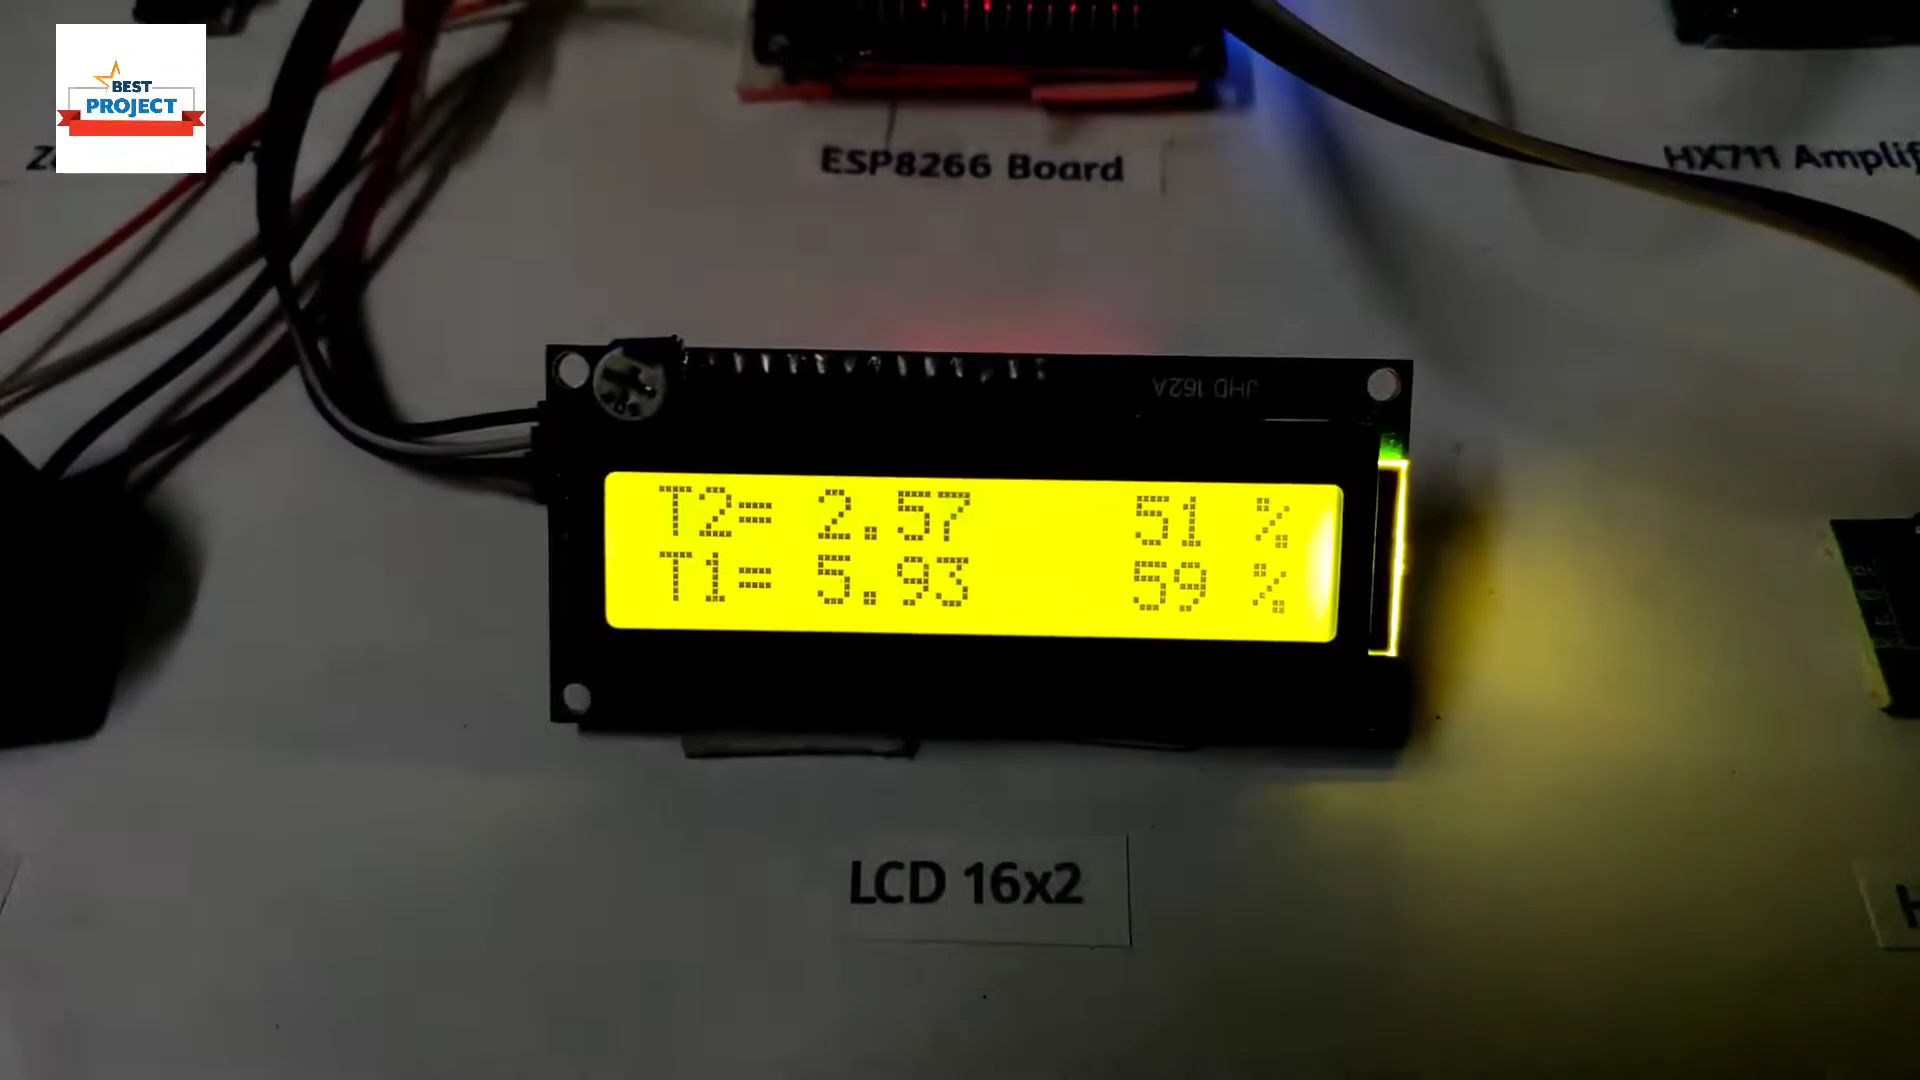 BEST
PROJECT
ESP8266 Board
HX711 Amplif
JHD 162A
T2= 2.57 51 %
T1= 5.93 59 %
LCD 16x2